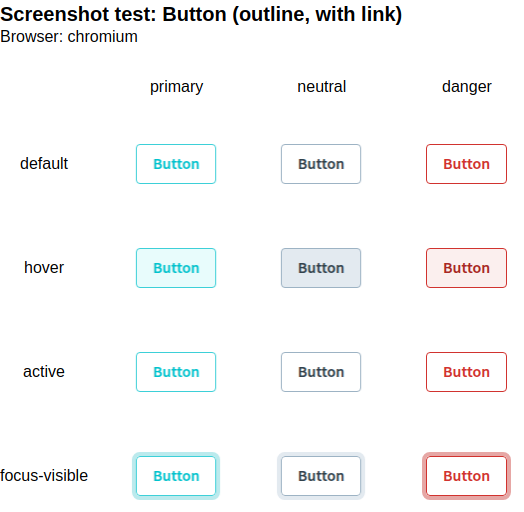 Screenshot test: Button (outline, with link)
Browser: chromium
primary neutral danger
default Button Button Button
hover Button Button Button
active Button Button Button
focus-visible Button Button Button